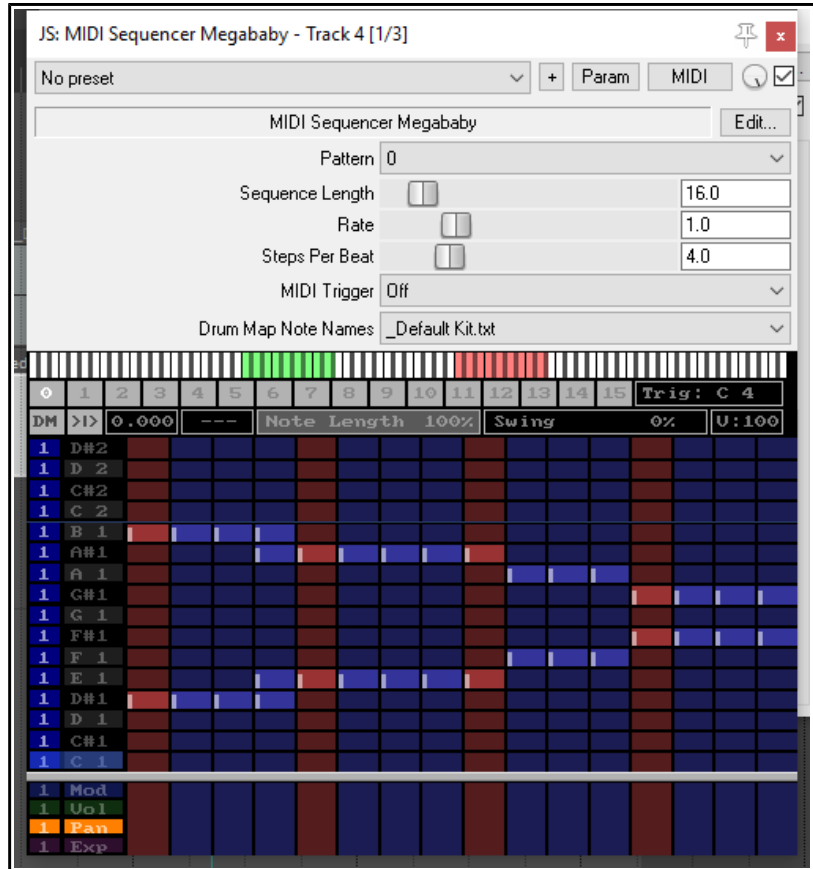 JS: MIDI Sequencer Megababy - Track 4 [1/3]
x
No preset + Param MIDI
MIDI Sequencer Megababy Edit...
Pattern 0
Sequence Length 16.0
Rate 1.0
Steps Per Beat 4.0
MIDI Trigger Off
Drum Map Note Names _Default Kit.txt
0 1 2 3 4 5 6 7 8 9 10 11 12 13 14 15 Trig: C 4
DM >|> 0.000 --- Note Length 100% Swing 0% U:100
1 D#2
1 D 2
1 C#2
1 C 2
1 B 1
1 A#1
1 A 1
1 G#1
1 G 1
1 F#1
1 F 1
1 E 1
1 D#1
1 D 1
1 C#1
1 C 1
1 Mod
1 Vol
1 Pan
1 Exp